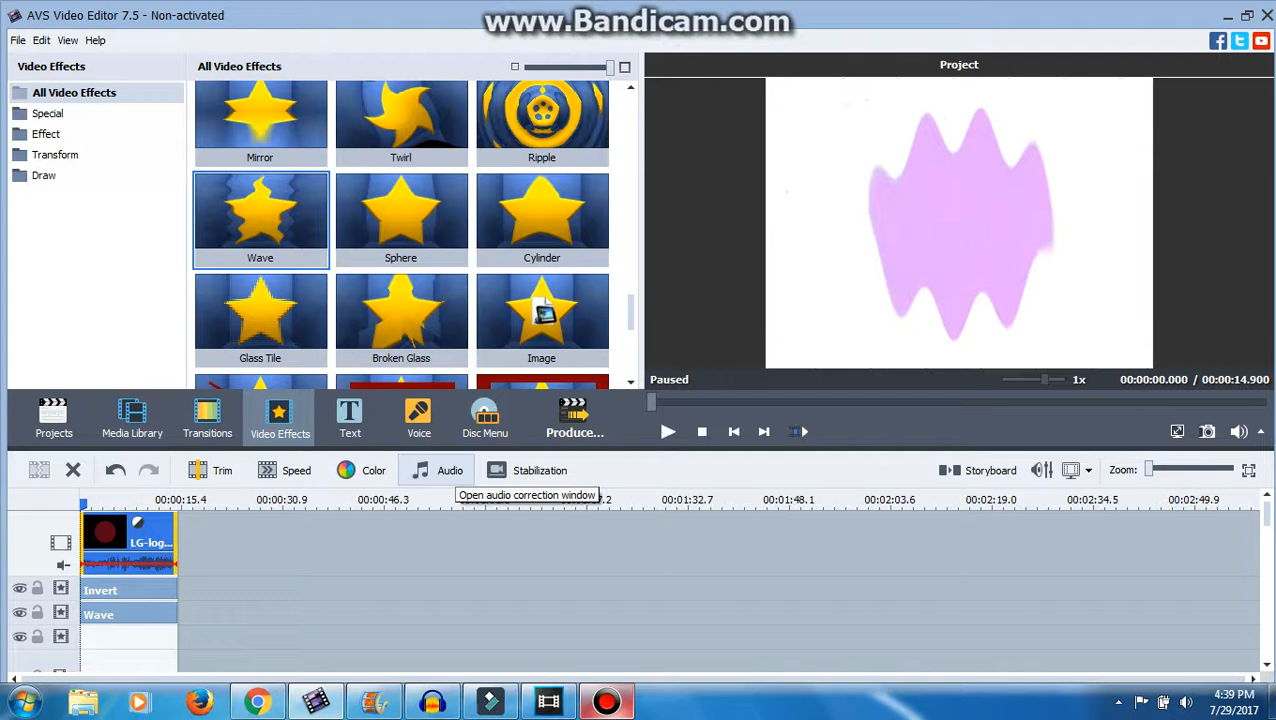 AVS Video Editor 7.5 - Non-activated
www.Bandicam.com
File Edit View Help
Video Effects
All Video Effects
Project
All Video Effects
Special
Effect
Transform
Draw
Mirror Twirl Ripple
Wave Sphere Cylinder
Glass Tile Broken Glass Image
Paused 1x 00:00:00.000 / 00:00:14.900
Projects Media Library Transitions Video Effects Text Voice Disc Menu Produce...
Trim Speed Color Audio Stabilization Storyboard Zoom:
Open audio correction window
00:00:15.4 00:00:30.9 00:00:46.3 .2 00:01:32.7 00:01:48.1 00:02:03.6 00:02:19.0 00:02:34.5 00:02:49.9
LG-log...
Invert
Wave
4:39 PM
7/29/2017